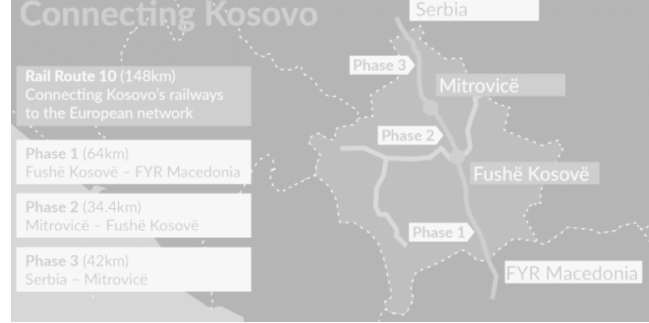 Connecting Kosovo
Rail Route 10 (148km)
Connecting Kosovo's railways
to the European network
Phase 1 (64km)
Fushë Kosovë – FYR Macedonia
Phase 2 (34.4km)
Mitrovicë – Fushë Kosovë
Phase 3 (42km)
Serbia – Mitrovicë
Serbia
Phase 3
Mitrovicë
Phase 2
Fushë Kosovë
Phase 1
FYR Macedonia